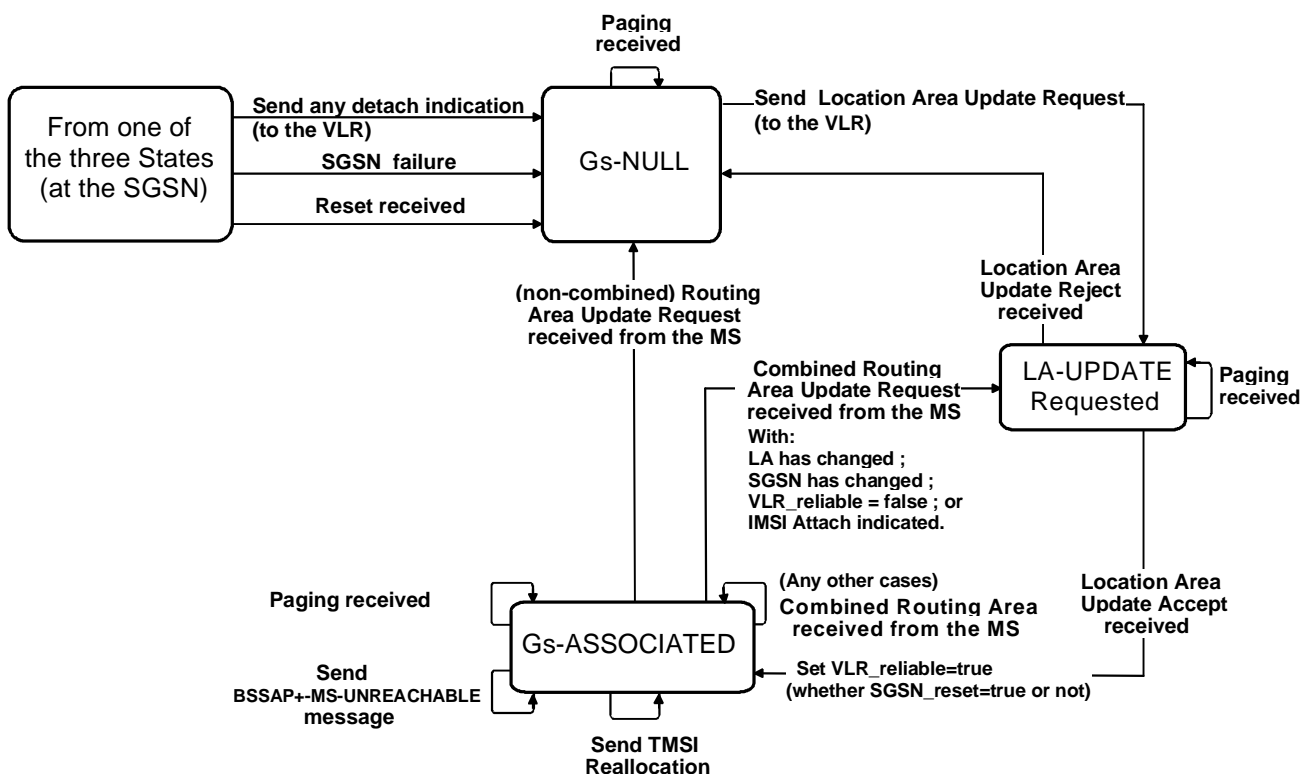 Paging
received
Send any detach indication
(to the VLR)
SGSN failure
Reset received
From one of
the three States
(at the SGSN)
Gs-NULL
Send Location Area Update Request
(to the VLR)
Location Area
Update Reject
received
(non-combined) Routing
Area Update Request
received from the MS
Combined Routing
Area Update Request
received from the MS
With:
LA has changed ;
SGSN has changed ;
VLR_reliable = false ; or
IMSI Attach indicated.
LA-UPDATE
Requested
Paging
received
Paging received
(Any other cases)
Combined Routing Area
received from the MS
Location Area
Update Accept
received
Gs-ASSOCIATED
Send
BSSAP+-MS-UNREACHABLE
message
Set VLR_reliable=true
(whether SGSN_reset=true or not)
Send TMSI
Reallocation